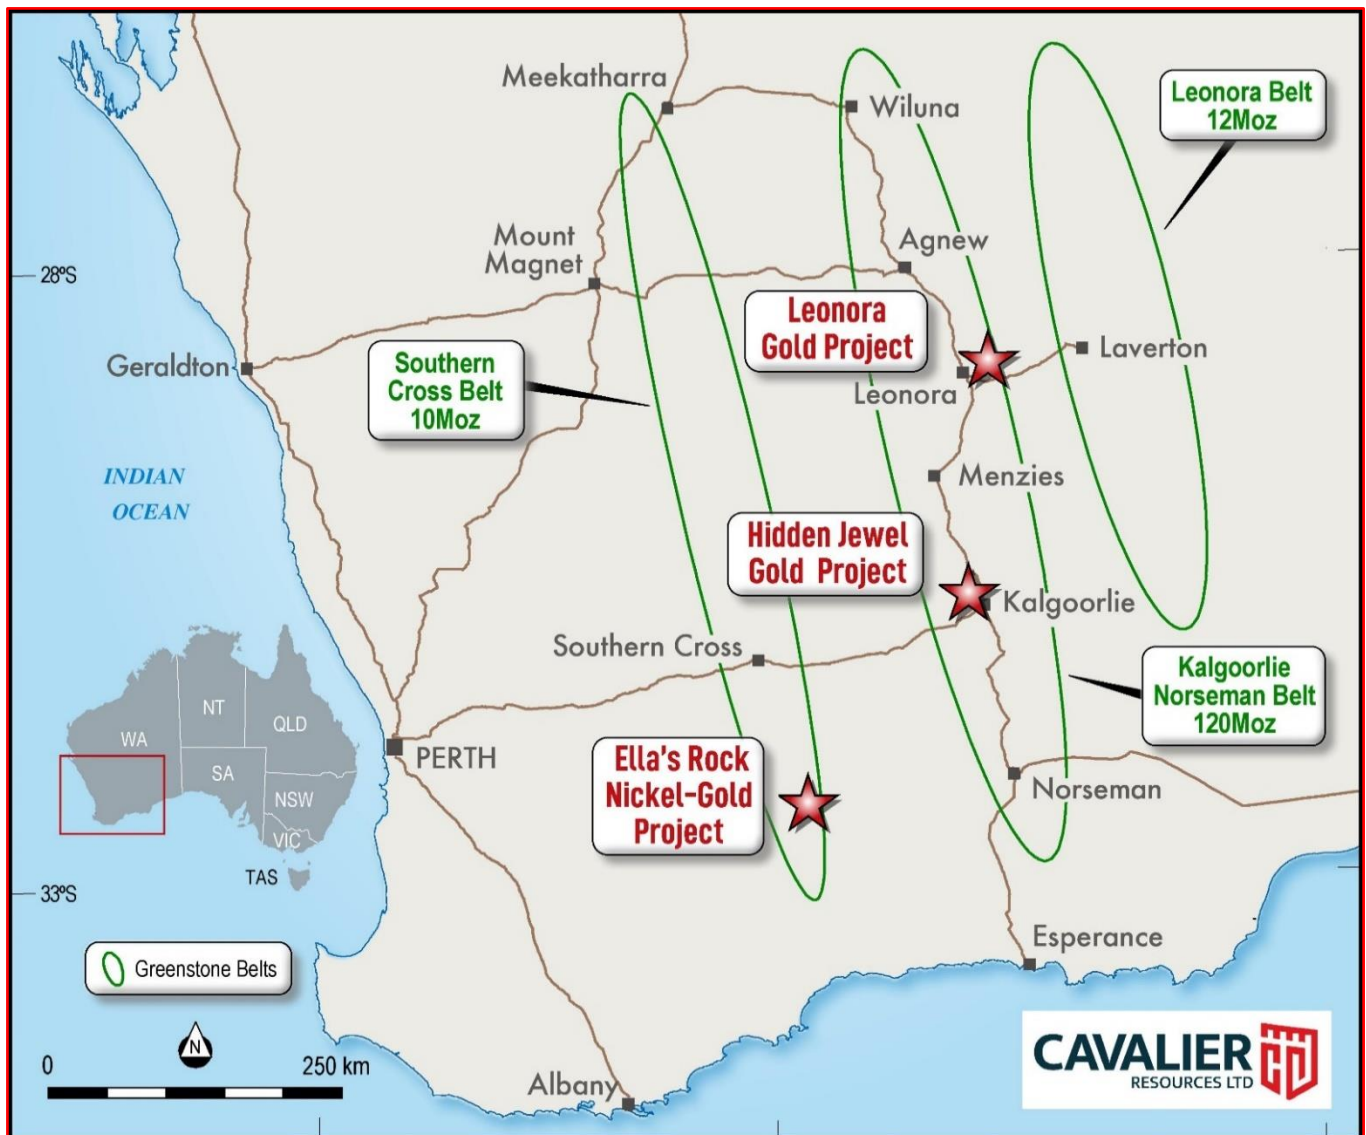 Meekatharra
Wiluna
Leonora Belt
12Moz
Mount
Magnet
Agnew
28ºS
Leonora
Gold Project
Geraldton
Southern
Cross Belt
10Moz
Laverton
Leonora
INDIAN
OCEAN
Menzies
Hidden Jewel
Gold Project
Kalgoorlie
Southern Cross
Kalgoorlie
Norseman Belt
120Moz
NT
QLD
WA
SA
NSW
VIC
TAS
PERTH
Ella's Rock
Nickel-Gold
Project
Norseman
33ºS
Esperance
Greenstone Belts
N
0 250 km
Albany
CAVALIER
RESOURCES LTD